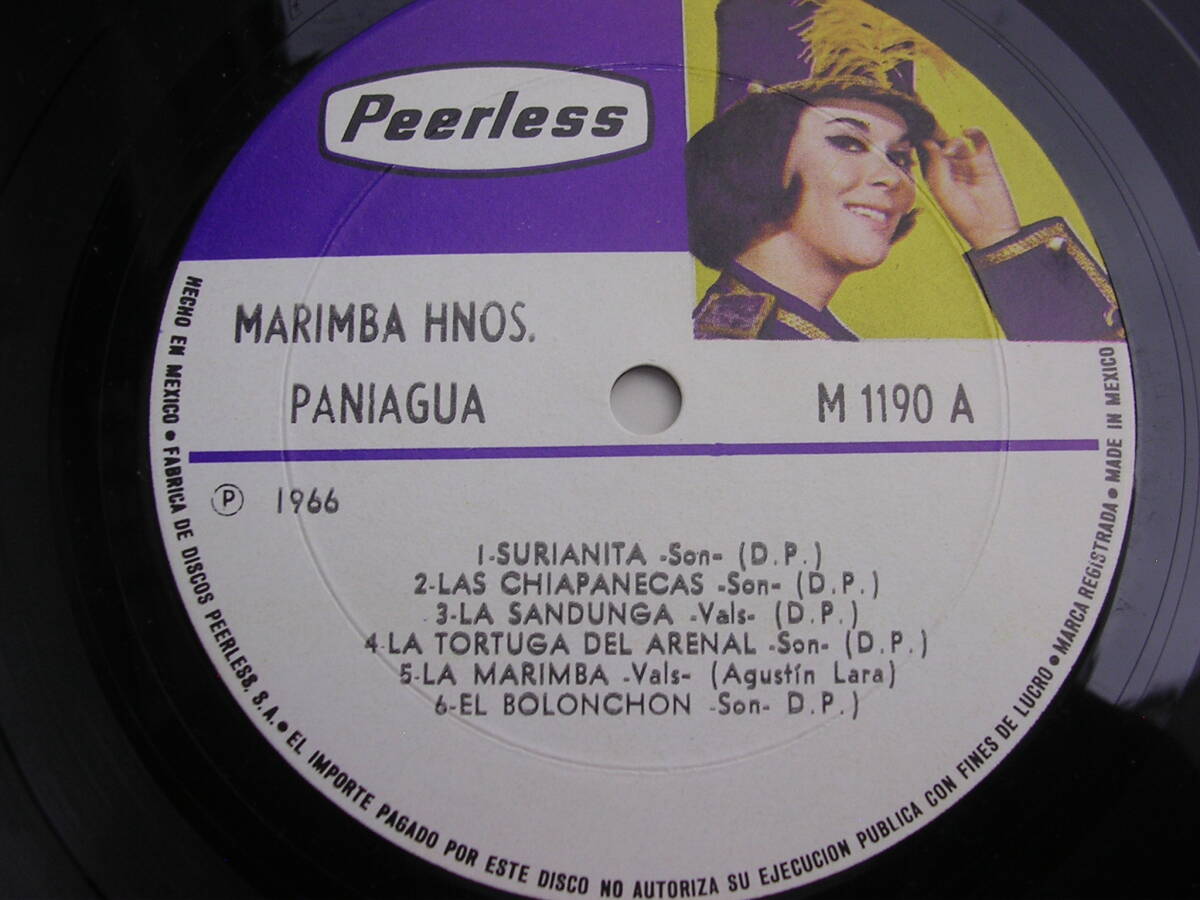 Peerless
MARIMBA HNOS.
PANIAGUA
M 1190 A
Ⓟ 1966
1-SURIANITA -Son- (D.P.)
2-LAS CHIAPANECAS -Son- (D.P.)
3-LA SANDUNGA -Vals- (D.P.)
4-LA TORTUGA DEL ARENAL -Son- (D.P.)
5-LA MARIMBA -Vals- (Agustín Lara)
6-EL BOLONCHON -Son- D.P.)
HECHO EN MEXICO • FABRICA DE DISCOS PEERLESS, S.A. • EL IMPORTE PAGADO POR ESTE DISCO NO AUTORIZA SU EJECUCION PUBLICA CON FINES DE LUCRO • MARCA REGISTRADA • MADE IN MEXICO